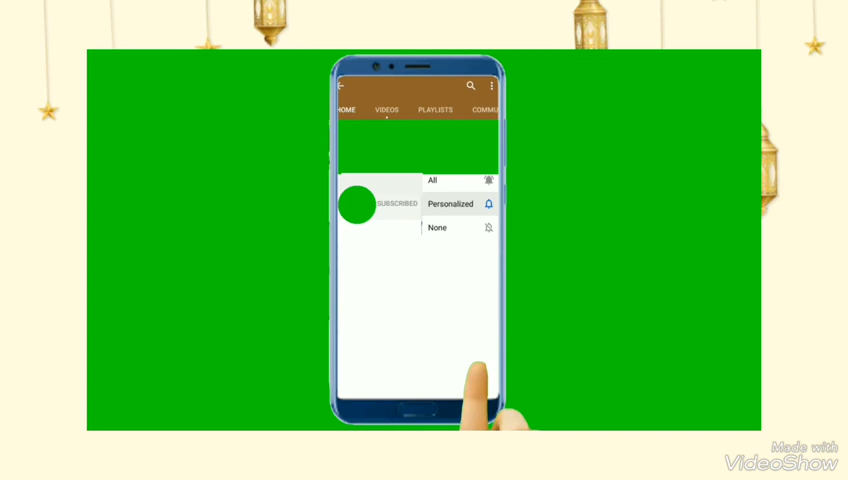 HOME VIDEOS PLAYLISTS COMMU
All
SUBSCRIBED Personalized
None
Made with
VideoShow